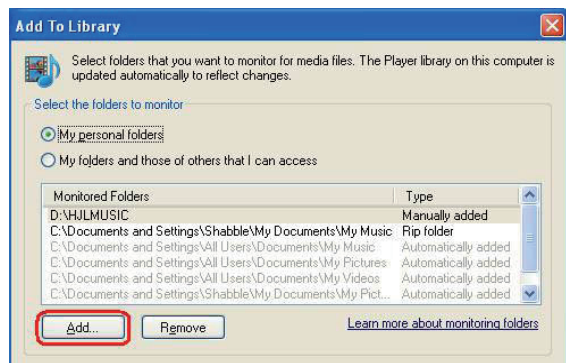 Add To Library
Select folders that you want to monitor for media files. The Player library on this computer is
updated automatically to reflect changes.
Select the folders to monitor
My personal folders
My folders and those of others that I can access
Monitored Folders Type
D:\HJLMUSIC Manually added
C:\Documents and Settings\Shabble\My Documents\My Music Rip folder
C:\Documents and Settings\All Users\Documents\My Music Automatically added
C:\Documents and Settings\All Users\Documents\My Pictures Automatically added
C:\Documents and Settings\All Users\Documents\My Videos Automatically added
C:\Documents and Settings\Shabble\My Documents\My Pict... Automatically added
Add... Remove Learn more about monitoring folders